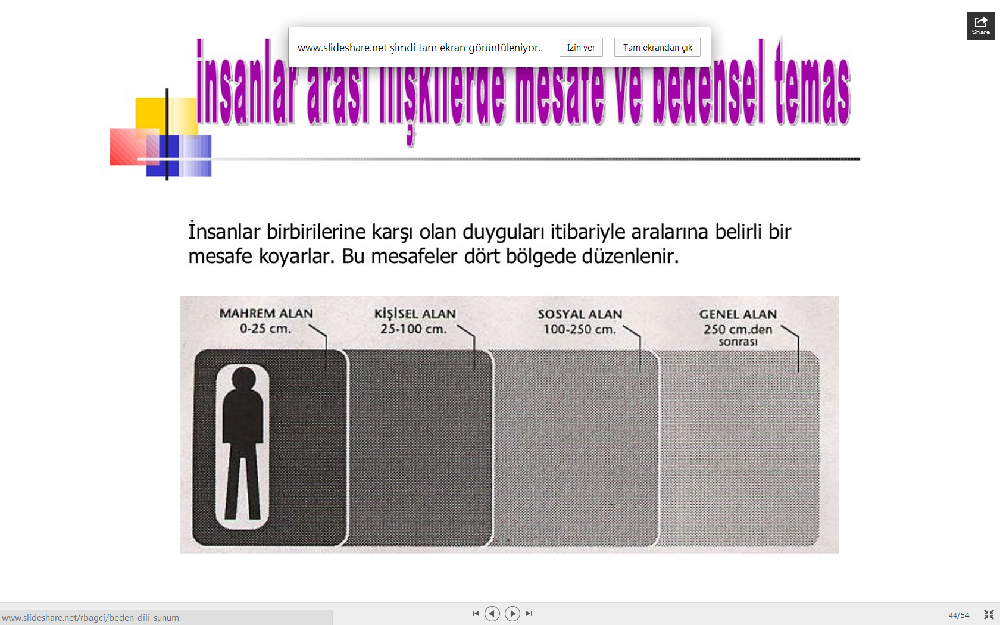 Share
www.slideshare.net şimdi tam ekran görüntüleniyor. İzin ver Tam ekrandan çık
İnsanlar arası ilişkilerde mesafe ve bedensel temas
İnsanlar birbirilerine karşı olan duyguları itibariyle aralarına belirli bir
mesafe koyarlar. Bu mesafeler dört bölgede düzenlenir.
MAHREM ALAN
0-25 cm.
KİŞİSEL ALAN
25-100 cm.
SOSYAL ALAN
100-250 cm.
GENEL ALAN
250 cm.den
sonrası
www.slideshare.net/rbagci/beden-dili-sunum
44/54